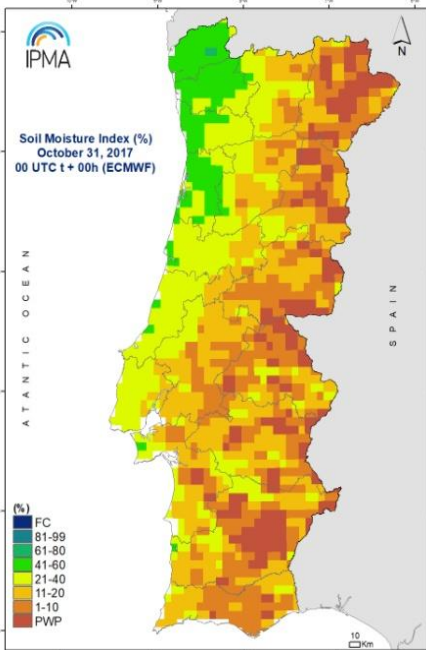 IPMA
N
Soil Moisture Index (%)
October 31, 2017
00 UTC t + 00h (ECMWF)
ATANTIC OCEAN
SPAIN
(%)
FC
81-99
61-80
41-60
21-40
11-20
1-10
PWP
10
Km